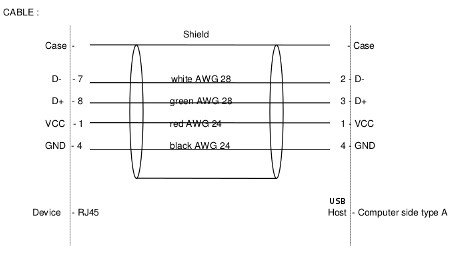 CABLE :
Shield
Case - - Case
D- - 7 white AWG 28 2 - D-
D+ - 8 green AWG 28 3 - D+
VCC - 1 red AWG 24 1 - VCC
GND - 4 black AWG 24 4 - GND
USB
Device - RJ45 Host - Computer side type A